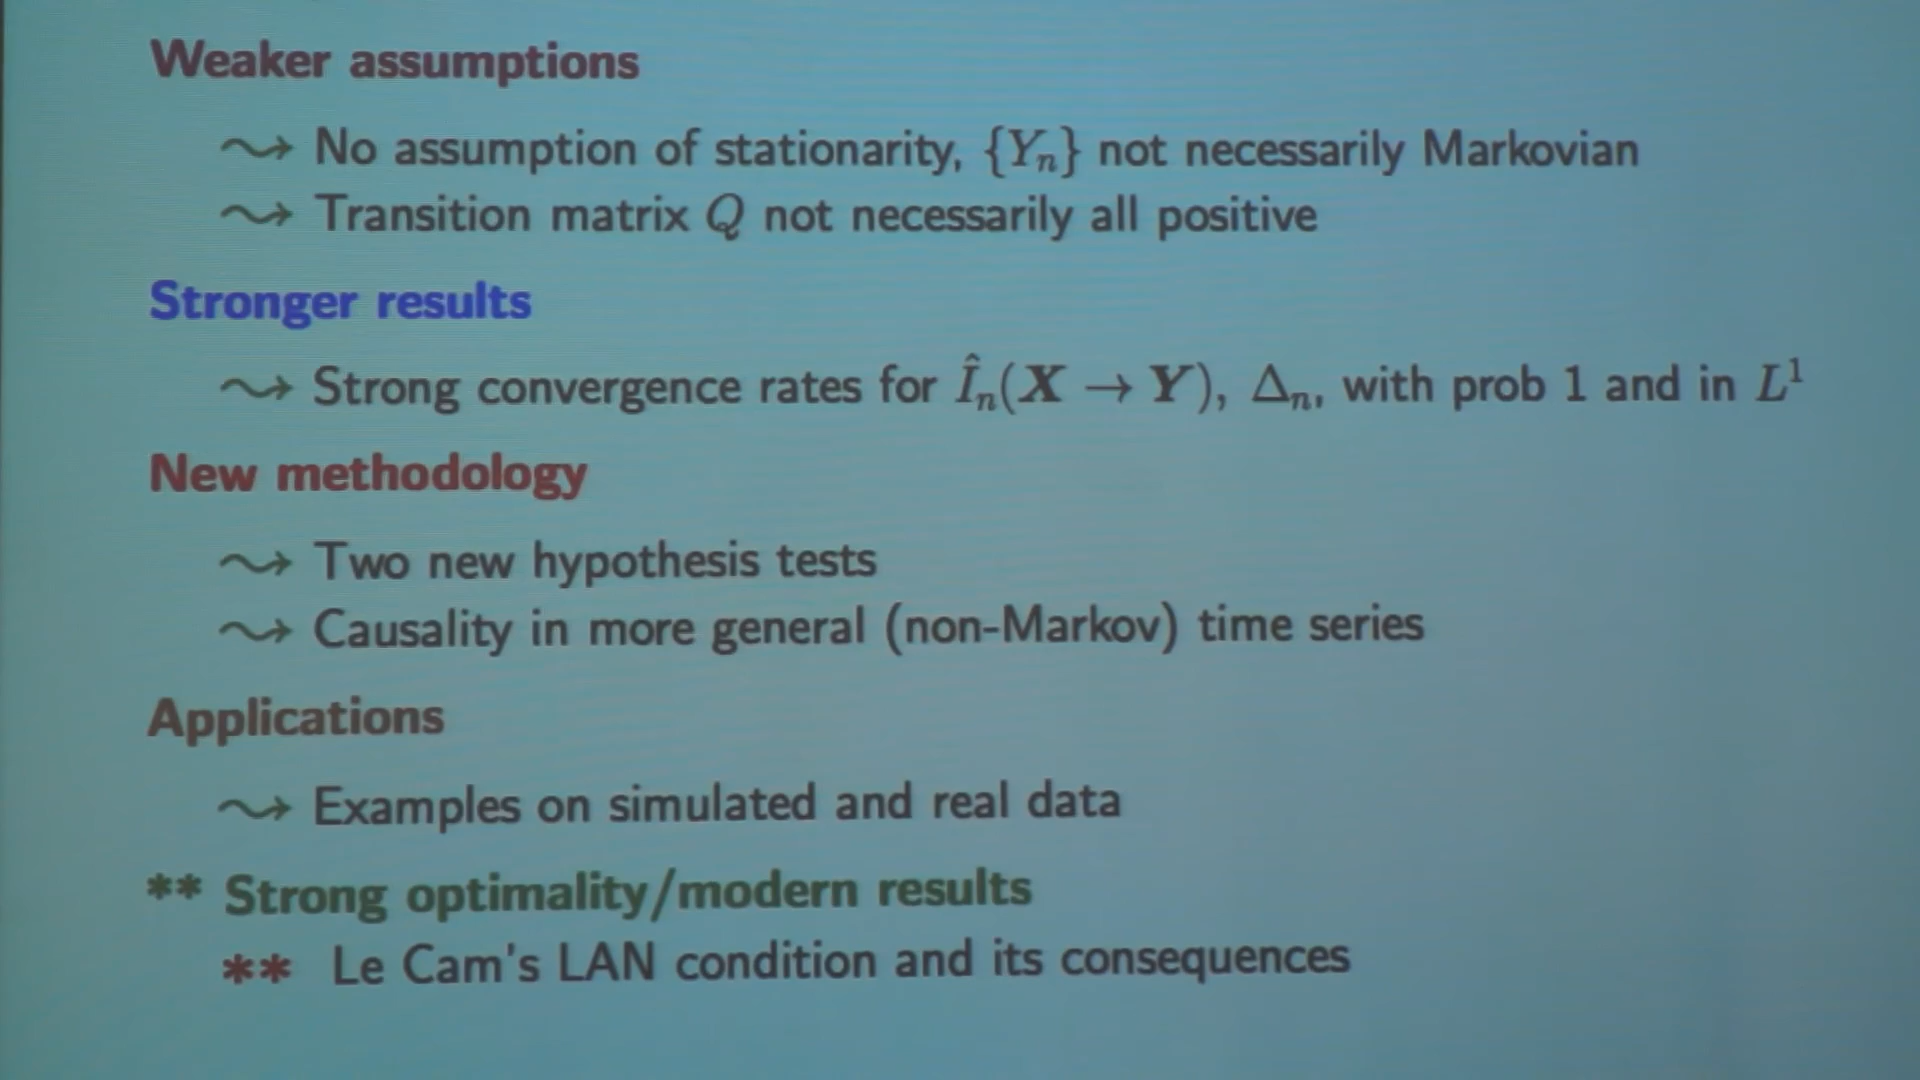 Weaker assumptions
⤳ No assumption of stationarity, {Yₙ} not necessarily Markovian
⤳ Transition matrix Q not necessarily all positive
Stronger results
⤳ Strong convergence rates for Îₙ(X → Y), Δₙ, with prob 1 and in L¹
New methodology
⤳ Two new hypothesis tests
⤳ Causality in more general (non-Markov) time series
Applications
⤳ Examples on simulated and real data
** Strong optimality/modern results
** Le Cam's LAN condition and its consequences